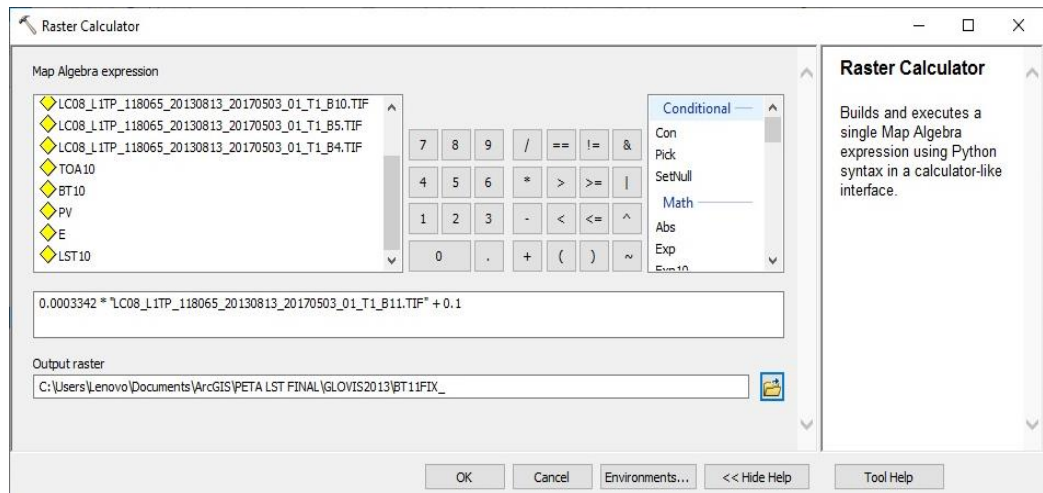 Raster Calculator
Map Algebra expression
LC08_L1TP_118065_20130813_20170503_01_T1_B10.TIF
LC08_L1TP_118065_20130813_20170503_01_T1_B5.TIF
LC08_L1TP_118065_20130813_20170503_01_T1_B4.TIF
TOA10
BT10
PV
E
LST10
7 8 9 / == != &
4 5 6 * > >= |
1 2 3 - < <= ^
0 . + ( ) ~
Conditional
Con
Pick
SetNull
Math
Abs
Exp
Exp10
0.0003342 * "LC08_L1TP_118065_20130813_20170503_01_T1_B11.TIF" + 0.1
Output raster
C:\Users\Lenovo\Documents\ArcGIS\PETA LST FINAL\GLOVIS2013\BT11FIX_
OK Cancel Environments... << Hide Help Tool Help
Raster Calculator
Builds and executes a
single Map Algebra
expression using Python
syntax in a calculator-like
interface.